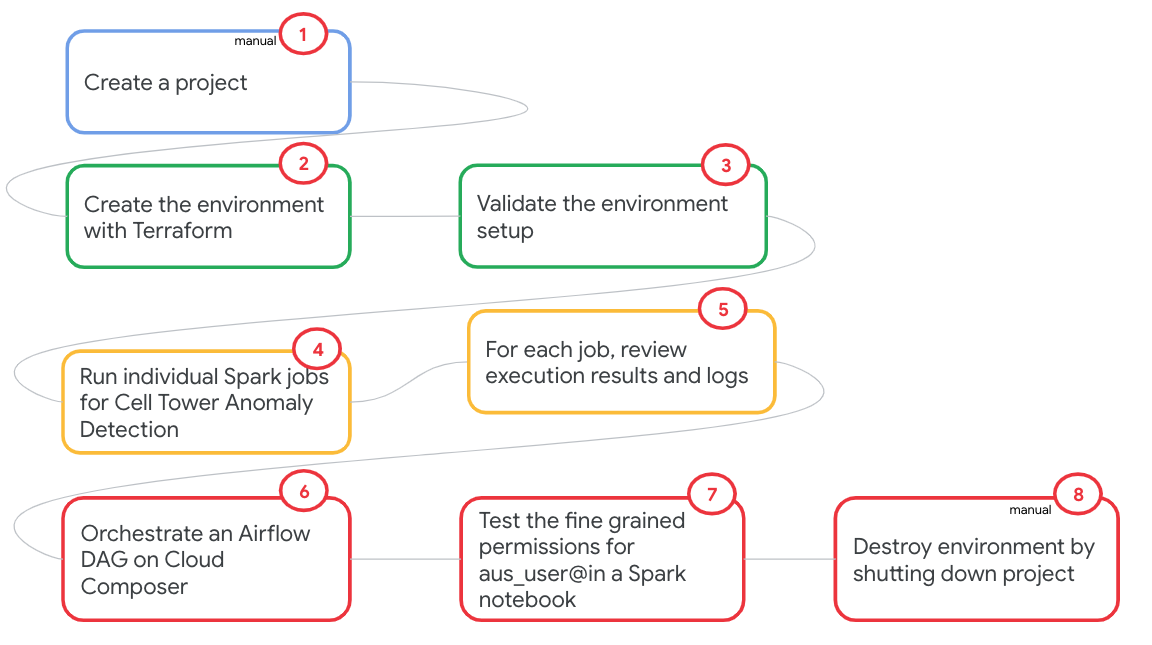 1
manual
Create a project
2
Create the environment
with Terraform
3
Validate the environment
setup
4
Run individual Spark jobs
for Cell Tower Anomaly
Detection
5
For each job, review
execution results and logs
6
Orchestrate an Airflow
DAG on Cloud
Composer
7
Test the fine grained
permissions for
aus_user@in a Spark
notebook
8
manual
Destroy environment by
shutting down project